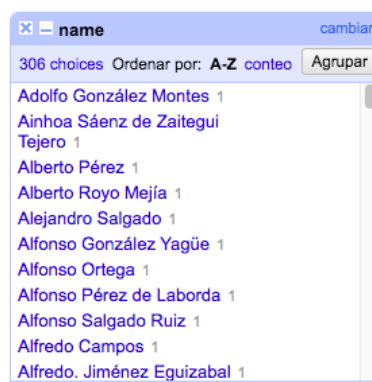 name cambiar
306 choices Ordenar por: A-Z conteo Agrupar
Adolfo González Montes 1
Ainhoa Sáenz de Zaitegui
Tejero 1
Alberto Pérez 1
Alberto Royo Mejía 1
Alejandro Salgado 1
Alfonso González Yagüe 1
Alfonso Ortega 1
Alfonso Pérez de Laborda 1
Alfonso Salgado Ruiz 1
Alfredo Campos 1
Alfredo. Jiménez Eguizabal 1